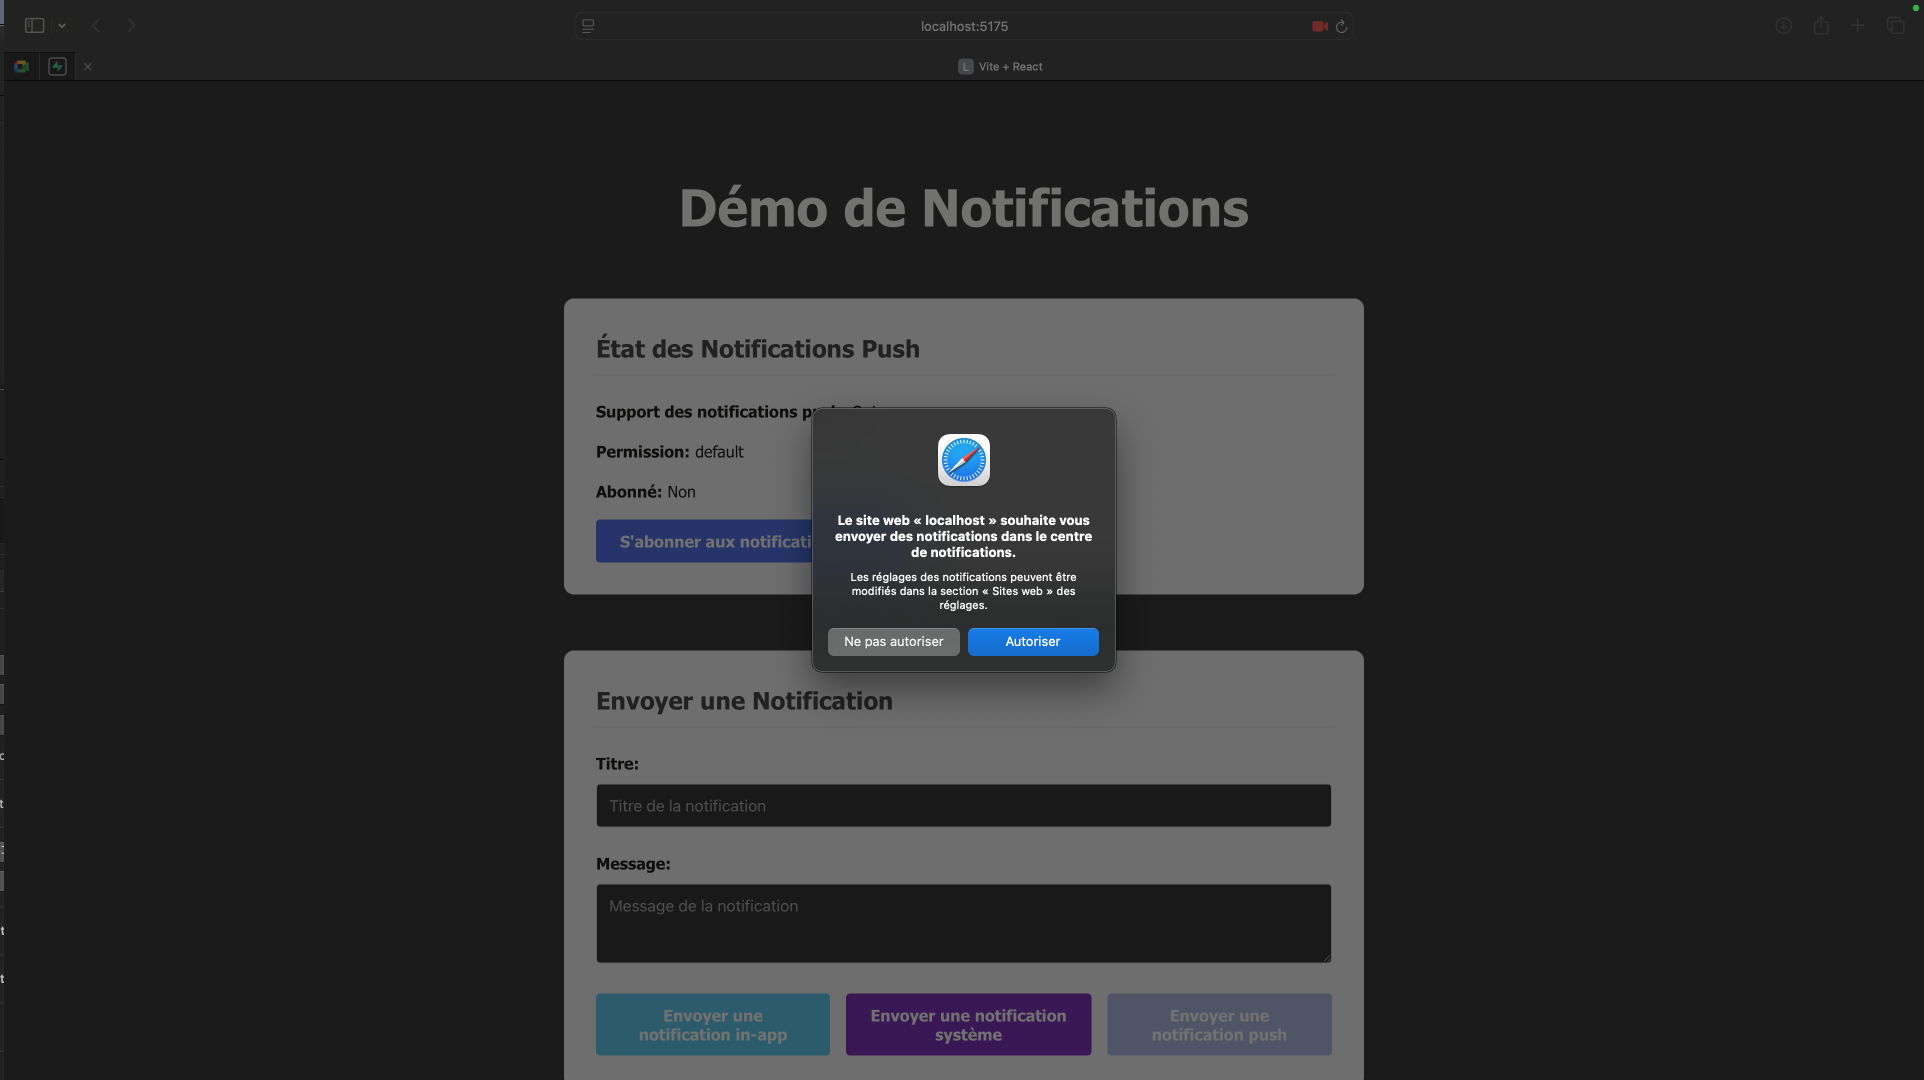 localhost:5175
L Vite + React
Démo de Notifications
État des Notifications Push
Support des notifications
Permission: default
Abonné: Non
S'abonner aux
Le site web « localhost » souhaite vous
envoyer des notifications dans le centre
de notifications.
Les réglages des notifications peuvent être
modifiés dans la section « Sites web » des
réglages.
Ne pas autoriser
Autoriser
Envoyer une Notification
Titre:
Titre de la notification
Message:
Message de la notification
Envoyer une
notification in-app
Envoyer une notification
système
Envoyer une
notification push